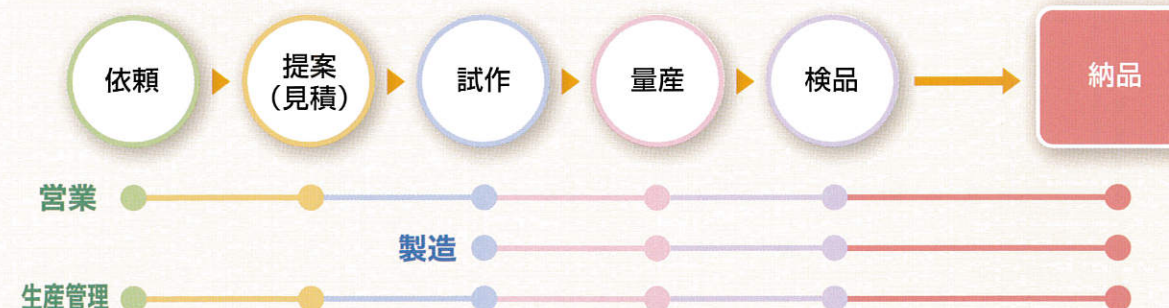 依頼
提案
（見積）
試作
量産
検品
納品
営業
製造
生産管理